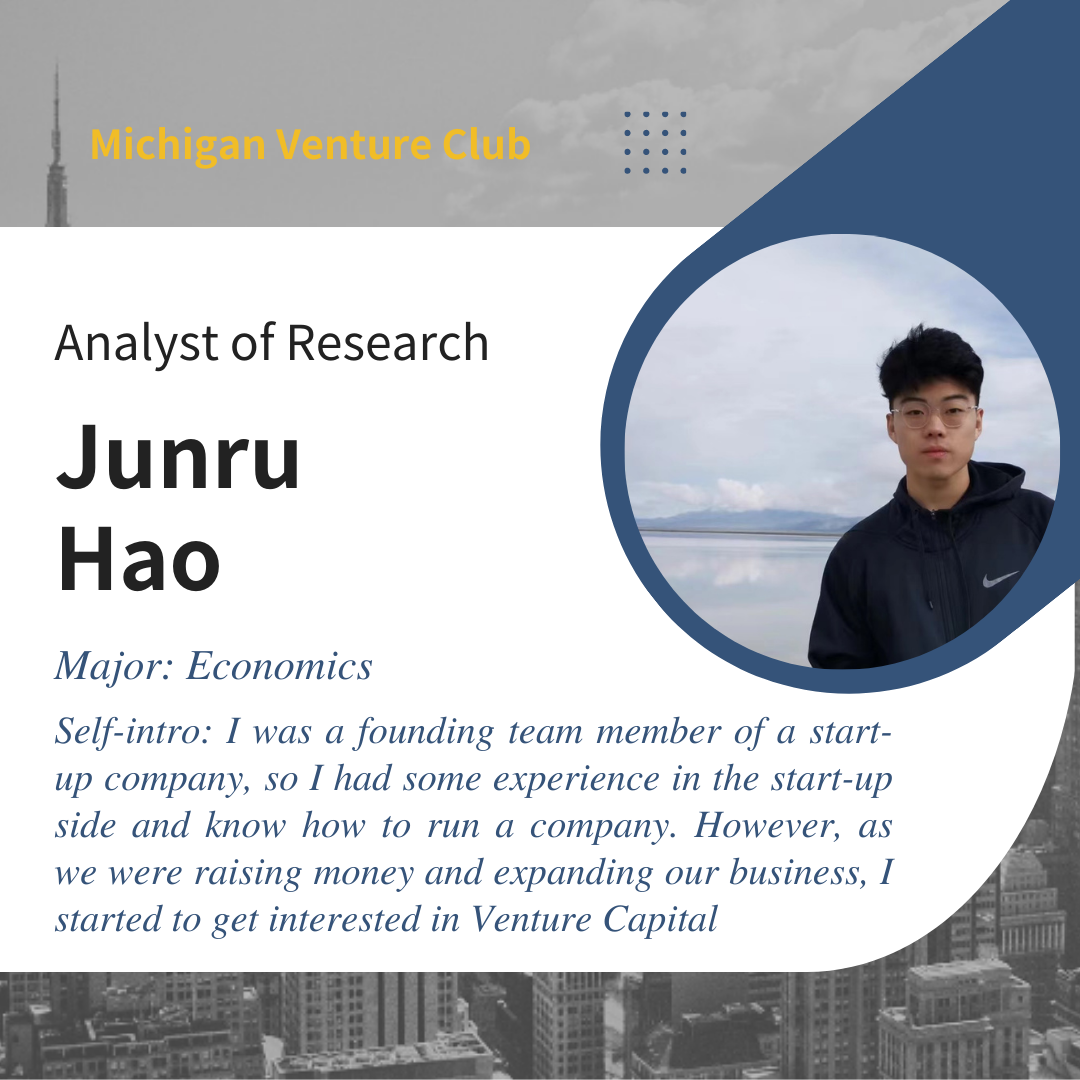 Michigan Venture Club
Analyst of Research
Junru
Hao
Major: Economics
Self-intro: I was a founding team member of a start-
up company, so I had some experience in the start-up
side and know how to run a company. However, as
we were raising money and expanding our business, I
started to get interested in Venture Capital